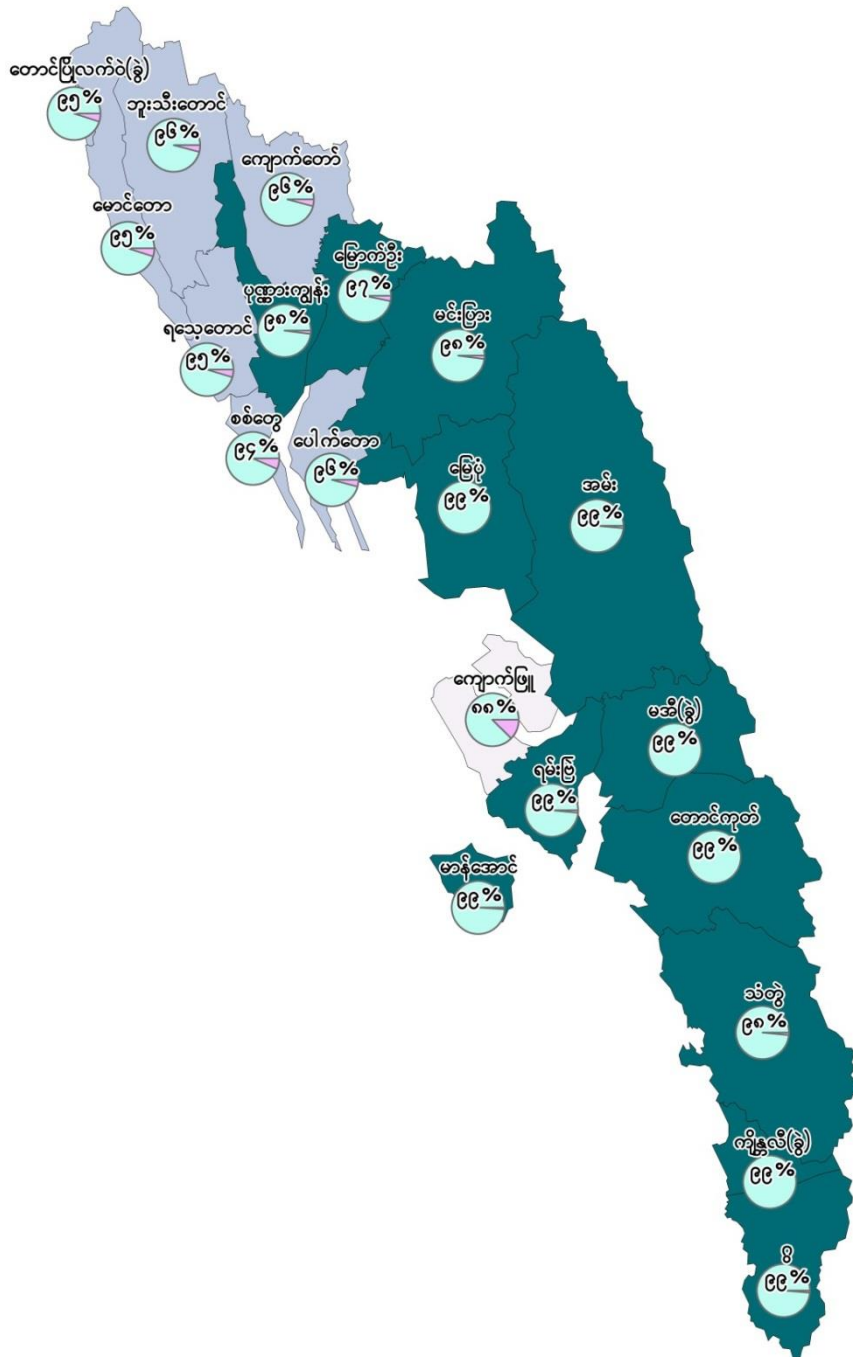 တောင်ပြိုလက်ဝဲ(ခွဲ)
၉၅%
ဘူးသီးတောင်
၉၆%
ကျောက်တော်
၉၆%
မောင်တော
၉၅%
မြောက်ဦး
၉၇%
ပုဏ္ဏားကျွန်း
၉၈%
မင်းပြား
၉၈%
ရသေ့တောင်
၉၅%
စစ်တွေ
၉၄%
ပေါက်တော
၉၆%
မြေပုံ
၉၉%
အမ်း
၉၉%
ကျောက်ဖြူ
၈၈%
မအီ(ခွဲ)
၉၉%
ရမ်းဗြဲ
၉၉%
တောင်ကုတ်
၉၉%
မာန်အောင်
၉၉%
သံတွဲ
၉၈%
ကျိန္တလီ(ခွဲ)
၉၉%
ဂွ
၉၉%